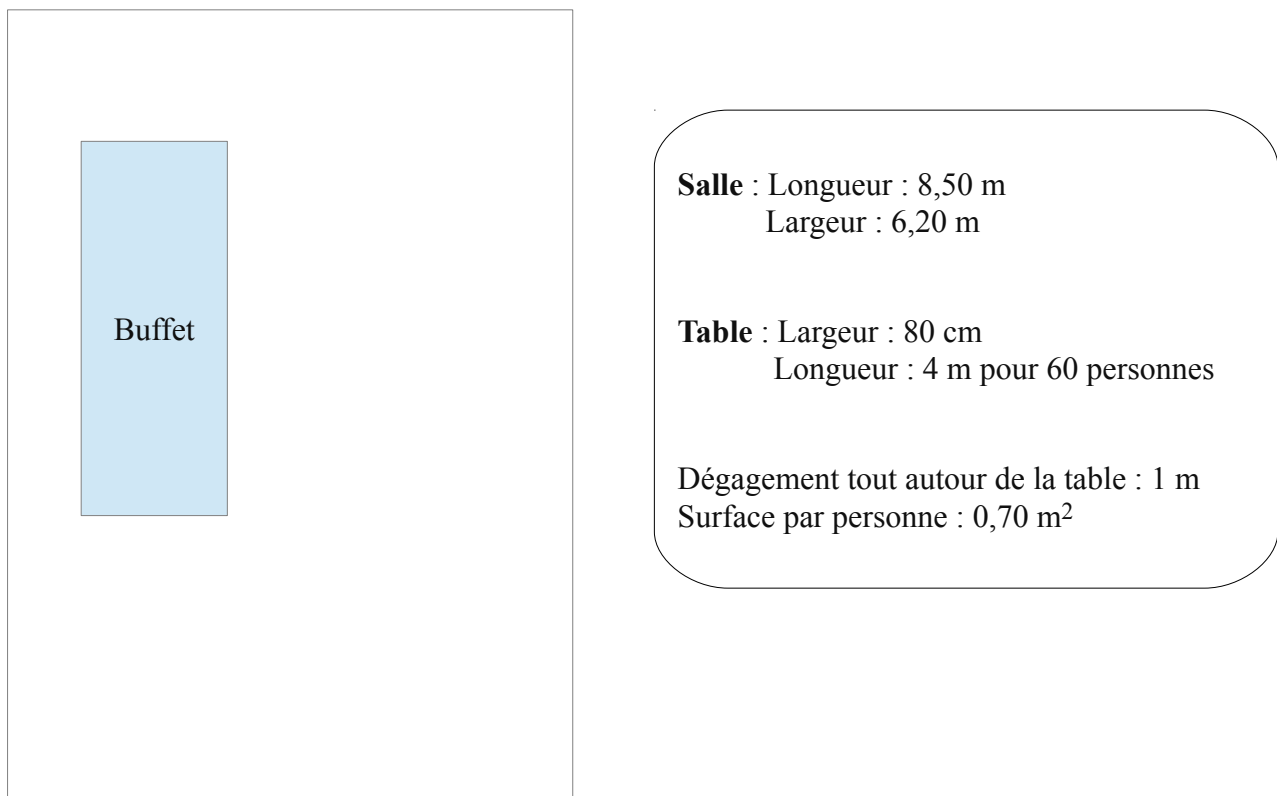 Buffet
Salle : Longueur : 8,50 m
Largeur : 6,20 m
Table : Largeur : 80 cm
Longueur : 4 m pour 60 personnes
Dégagement tout autour de la table : 1 m
Surface par personne : 0,70 m²